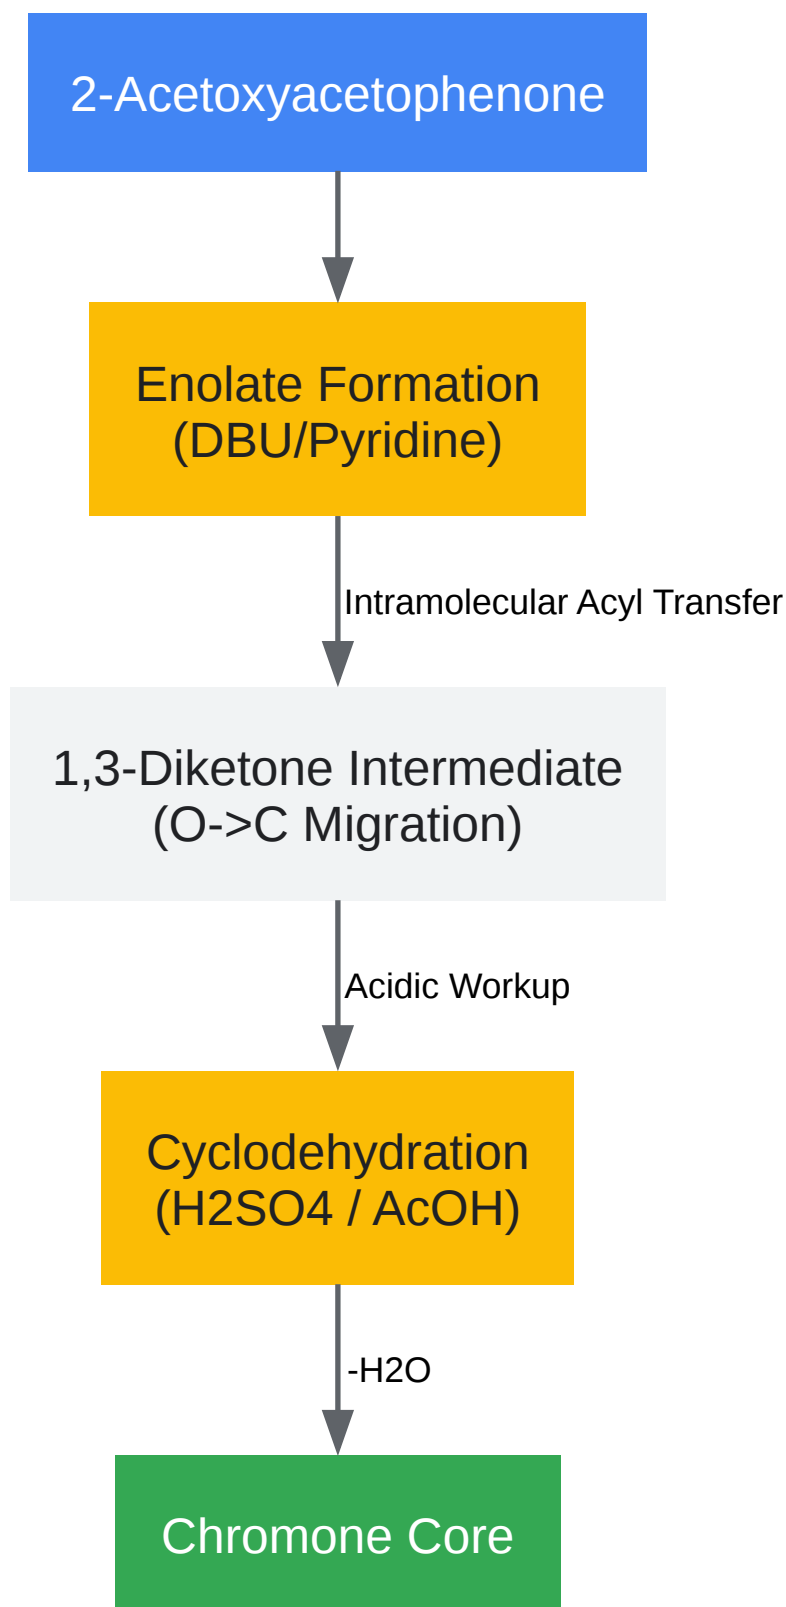 2-Acetoxyacetophenone
Enolate Formation
(DBU/Pyridine)
Intramolecular Acyl Transfer
1,3-Diketone Intermediate
(O->C Migration)
Acidic Workup
Cyclodehydration
(H2SO4 / AcOH)
-H2O
Chromone Core